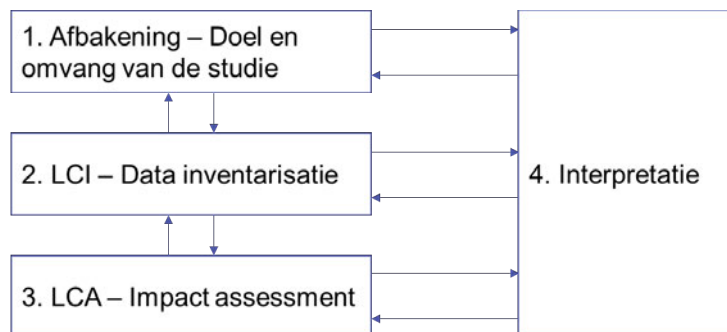 1. Afbakening – Doel en
omvang van de studie
2. LCI – Data inventarisatie
4. Interpretatie
3. LCA – Impact assessment